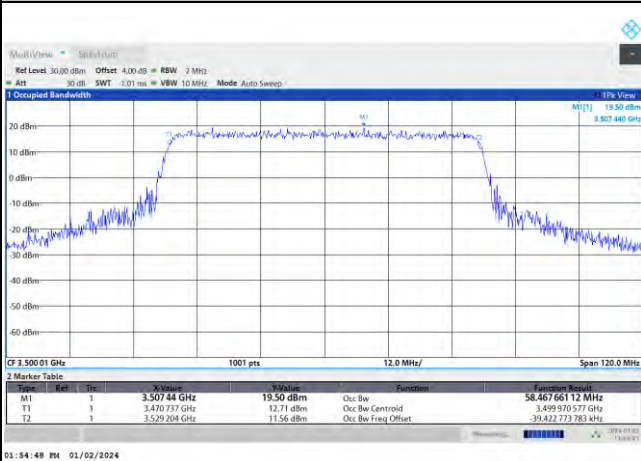 MultiView Spectrum
Ref Level 30.00 dBm Offset 4.00 dB RBW 2 MHz
Att 30 dB SWT 1.01 ms VBW 10 MHz Mode Auto Sweep
1 Occupied Bandwidth 1Pk View
M1[1] 19.50 dBm
3.507 440 GHz
M1
20 dBm
T1 T2
10 dBm
0 dBm
-10 dBm
-20 dBm
-30 dBm
-40 dBm
-50 dBm
-60 dBm
CF 3.500 01 GHz 1001 pts 12.0 MHz/ Span 120.0 MHz
2 Marker Table
Type Ref Trc X-Value Y-Value Function Function Result
M1 1 3.507 44 GHz 19.50 dBm Occ Bw 58.467 661 12 MHz
T1 1 3.470 737 GHz 12.71 dBm Occ Bw Centroid 3.499 970 577 GHz
T2 1 3.529 204 GHz 11.56 dBm Occ Bw Freq Offset -39.422 773 783 kHz
Measuring...
01:54:48 PM 01/02/2024